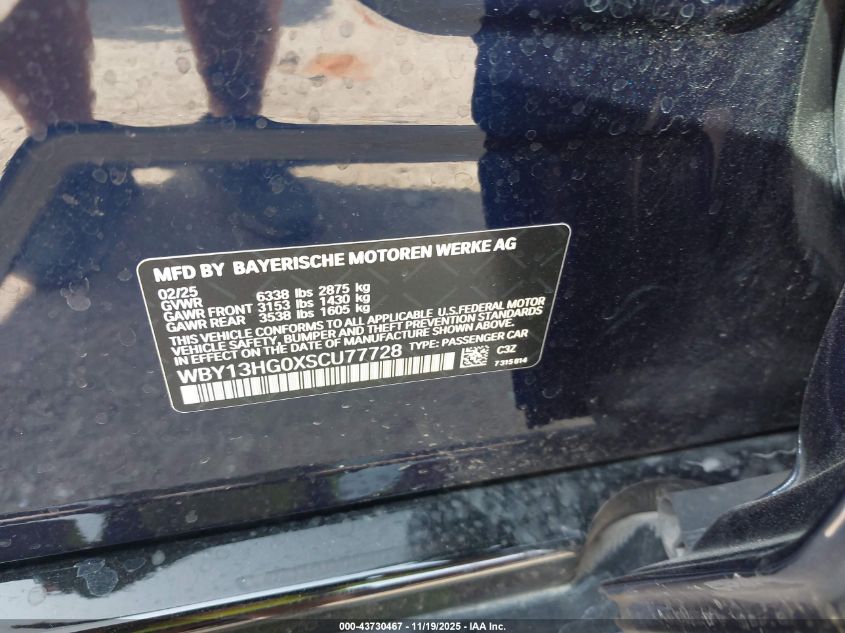 MFD BY BAYERISCHE MOTOREN WERKE AG
02/25
GVWR 6338 lbs 2875 kg
GAWR FRONT 3153 lbs 1430 kg
GAWR REAR 3538 lbs 1605 kg
THIS VEHICLE CONFORMS TO ALL APPLICABLE U.S.FEDERAL MOTOR
VEHICLE SAFETY, BUMPER AND THEFT PREVENTION STANDARDS
IN EFFECT ON THE DATE OF MANUFACTURE SHOWN ABOVE.
WBY13HG0XSCU77728 TYPE: PASSENGER CAR
C3Z
7315014
000-43730467 - 11/19/2025 - IAA Inc.